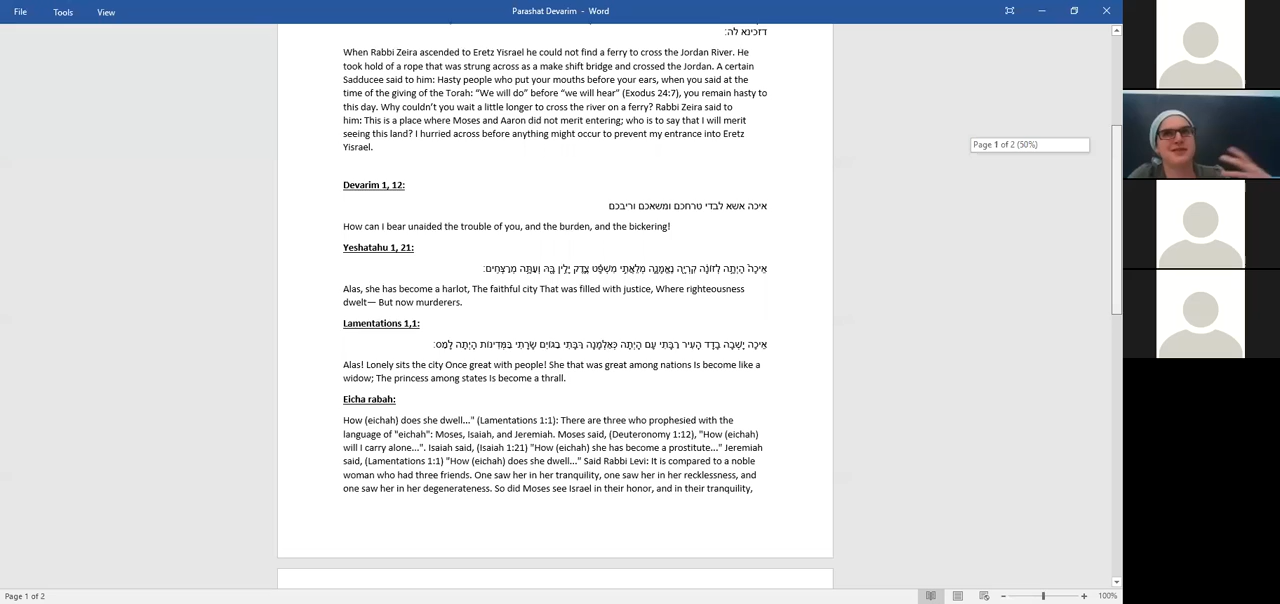 File Tools View Parashat Devarim - Word
דזכינא לה:
When Rabbi Zeira ascended to Eretz Yisrael he could not find a ferry to cross the Jordan River. He
took hold of a rope that was strung across as a make shift bridge and crossed the Jordan. A certain
Sadducee said to him: Hasty people who put your mouths before your ears, when you said at the
time of the giving of the Torah: “We will do” before “we will hear” (Exodus 24:7), you remain hasty to
this day. Why couldn’t you wait a little longer to cross the river on a ferry? Rabbi Zeira said to
him: This is a place where Moses and Aaron did not merit entering; who is to say that I will merit
seeing this land? I hurried across before anything might occur to prevent my entrance into Eretz
Yisrael.
Page 1 of 2 (50%)
Devarim 1, 12:
איכה אשא לבדי טרחכם ומשאכם וריבכם
How can I bear unaided the trouble of you, and the burden, and the bickering!
Yeshatahu 1, 21:
אֵיכָה֙ הָיְתָ֣ה לְזוֹנָ֔ה קִרְיָ֖ה נֶאֱמָנָ֑ה מְלֵאֲתִ֣י מִשְׁפָּ֗ט צֶ֛דֶק יָלִ֥ין בָּ֖הּ וְעַתָּ֥ה מְרַצְּחִֽים׃
Alas, she has become a harlot, The faithful city That was filled with justice, Where righteousness
dwelt— But now murderers.
Lamentations 1,1:
אֵיכָ֣ה יָשְׁבָ֣ה בָדָ֗ד הָעִיר֙ רַבָּ֣תִי עָ֔ם הָיְתָ֖ה כְּאַלְמָנָ֑ה רַבָּ֣תִי בַגּוֹיִ֗ם שָׂרָ֙תִי֙ בַּמְּדִינ֔וֹת הָיְתָ֖ה לָמַֽס׃
Alas! Lonely sits the city Once great with people! She that was great among nations Is become like a
widow; The princess among states Is become a thrall.
Eicha rabah:
How (eichah) does she dwell..." (Lamentations 1:1): There are three who prophesied with the
language of "eichah": Moses, Isaiah, and Jeremiah. Moses said, (Deuteronomy 1:12), "How (eichah)
will I carry alone...". Isaiah said, (Isaiah 1:21) "How (eichah) she has become a prostitute..." Jeremiah
said, (Lamentations 1:1) "How (eichah) does she dwell..." Said Rabbi Levi: It is compared to a noble
woman who had three friends. One saw her in her tranquility, one saw her in her recklessness, and
one saw her in her degenerateness. So did Moses see Israel in their honor, and in their tranquility,
Page 1 of 2 100%